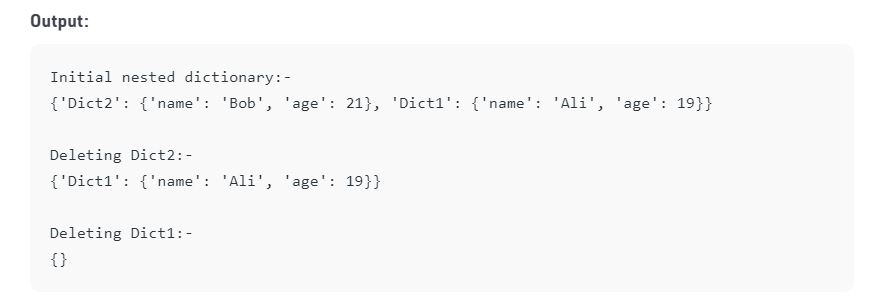 Output:
Initial nested dictionary:-
{'Dict2': {'name': 'Bob', 'age': 21}, 'Dict1': {'name': 'Ali', 'age': 19}}
Deleting Dict2:-
{'Dict1': {'name': 'Ali', 'age': 19}}
Deleting Dict1:-
{}